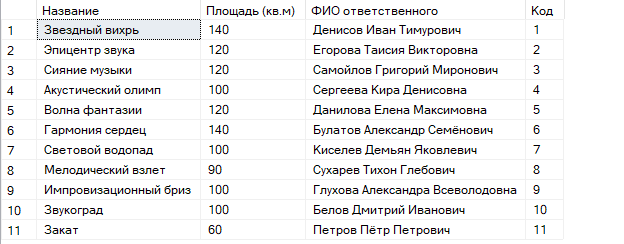 Название Площадь (кв.м) ФИО ответственного Код
1 Звездный вихрь 140 Денисов Иван Тимурович 1
2 Эпицентр звука 120 Егорова Таисия Викторовна 2
3 Сияние музыки 120 Самойлов Григорий Миронович 3
4 Акустический олимп 100 Сергеева Кира Денисовна 4
5 Волна фантазии 120 Данилова Елена Максимовна 5
6 Гармония сердец 140 Булатов Александр Семёнович 6
7 Световой водопад 100 Киселев Демьян Яковлевич 7
8 Мелодический взлет 90 Сухарев Тихон Глебович 8
9 Импровизационный бриз 100 Глухова Александра Всеволодовна 9
10 Звукоград 100 Белов Дмитрий Иванович 10
11 Закат 60 Петров Пётр Петрович 11